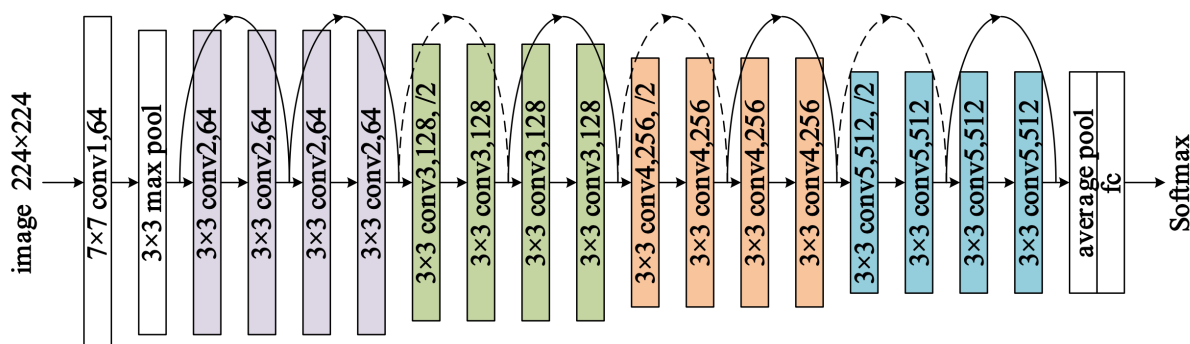 image 224×224
7×7 conv1,64
3×3 max pool
3×3 conv2,64
3×3 conv2,64
3×3 conv2,64
3×3 conv2,64
3×3 conv3,128, /2
3×3 conv3,128
3×3 conv3,128
3×3 conv3,128
3×3 conv4,256, /2
3×3 conv4,256
3×3 conv4,256
3×3 conv4,256
3×3 conv5,512, /2
3×3 conv5,512
3×3 conv5,512
3×3 conv5,512
average pool
fc
Softmax